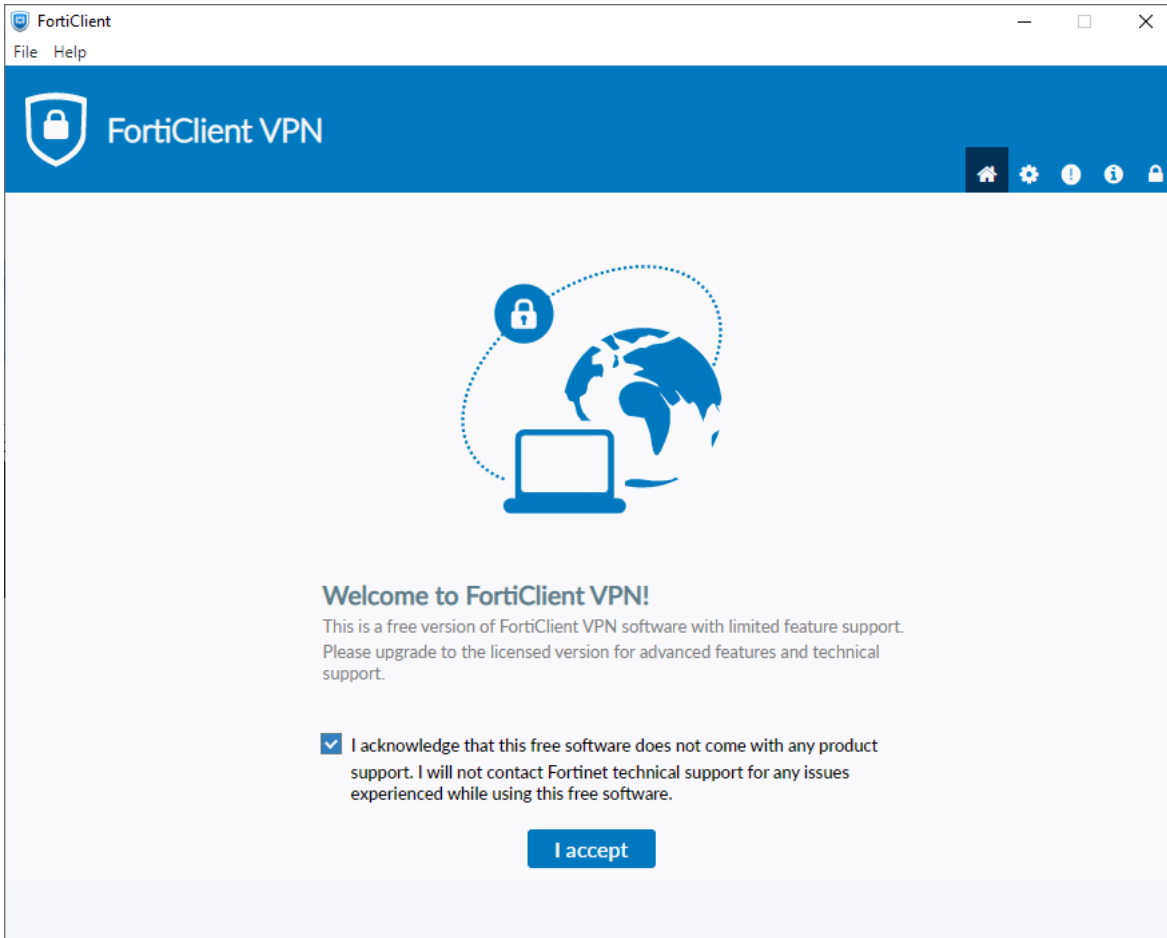 FortiClient
File Help
FortiClient VPN
Welcome to FortiClient VPN!
This is a free version of FortiClient VPN software with limited feature support.
Please upgrade to the licensed version for advanced features and technical
support.
I acknowledge that this free software does not come with any product
support. I will not contact Fortinet technical support for any issues
experienced while using this free software.
I accept